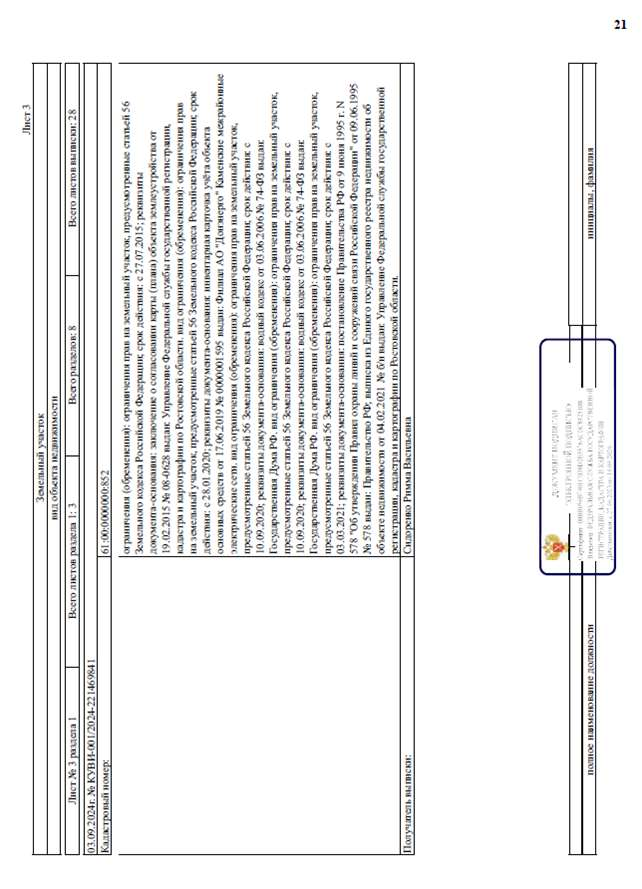 21
Лист 3
Земельный участок
вид объекта недвижимости
Лист № 3 раздела 1 Всего листов раздела 1: 3 Всего разделов: 8 Всего листов выписки: 28
03.09.2024г. № КУВИ-001/2024-221469841
Кадастровый номер: 61:00:0000000:852
ограничения (обременения): ограничения прав на земельный участок, предусмотренные статьей 56
Земельного кодекса Российской Федерации; срок действия: с 27.07.2015; реквизиты
документа-основания: заключение о согласовании карты (плана) объекта землеустройства от
19.02.2015 № 08-0628 выдан: Управление Федеральной службы государственной регистрации,
кадастра и картографии по Ростовской области. вид ограничения (обременения): ограничения прав
на земельный участок, предусмотренные статьей 56 Земельного кодекса Российской Федерации; срок
действия: с 28.01.2020; реквизиты документа-основания: инвентарная карточка учёта объекта
основных средств от 17.06.2019 № 0000001595 выдан: Филиал АО "Донэнерго" Каменские межрайонные
электрические сети. вид ограничения (обременения): ограничения прав на земельный участок,
предусмотренные статьей 56 Земельного кодекса Российской Федерации; срок действия: с
10.09.2020; реквизиты документа-основания: водный кодекс от 03.06.2006 № 74-ФЗ выдан:
Государственная Дума РФ. вид ограничения (обременения): ограничения прав на земельный участок,
предусмотренные статьей 56 Земельного кодекса Российской Федерации; срок действия: с
10.09.2020; реквизиты документа-основания: водный кодекс от 03.06.2006 № 74-ФЗ выдан:
Государственная Дума РФ. вид ограничения (обременения): ограничения прав на земельный участок,
предусмотренные статьей 56 Земельного кодекса Российской Федерации; срок действия: с
03.03.2021; реквизиты документа-основания: постановление Правительства РФ от 9 июня 1995 г. N
578 "Об утверждении Правил охраны линий и сооружений связи Российской Федерации" от 09.06.1995
№ 578 выдан: Правительство РФ; выписка из Единого государственного реестра недвижимости об
объекте недвижимости от 04.02.2021 № б/н выдан: Управление Федеральной службы государственной
регистрации, кадастра и картографии по Ростовской области.
Получатель выписки: Сидоренко Римма Васильевна
ДОКУМЕНТ ПОДПИСАН
ЭЛЕКТРОННОЙ ПОДПИСЬЮ
полное наименование должности инициалы, фамилия